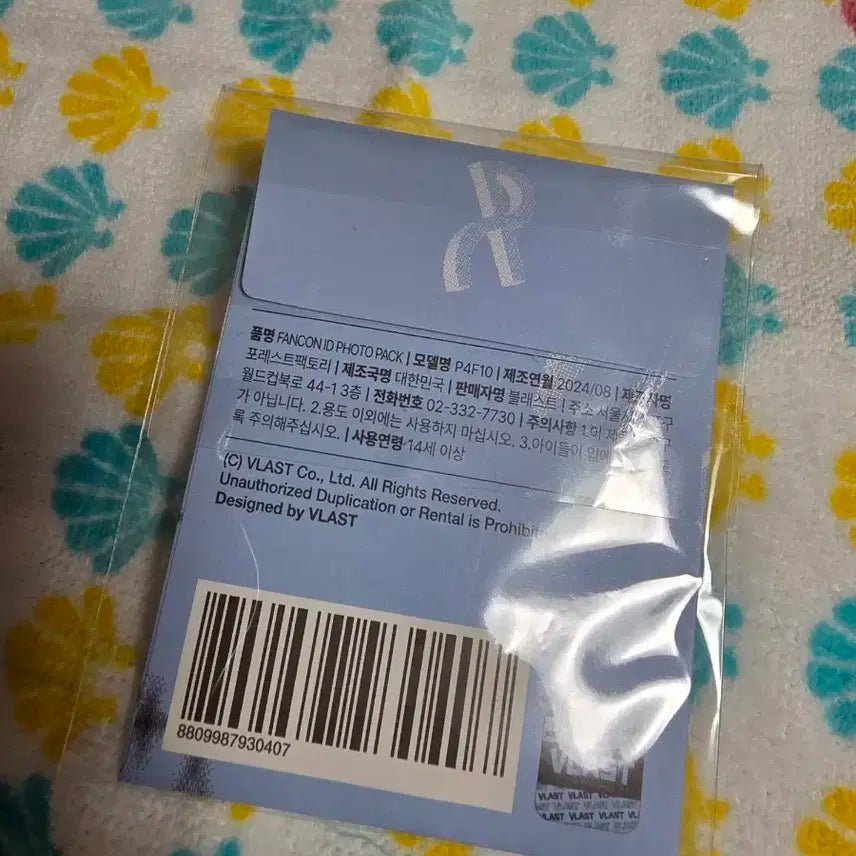 품명 FANCON ID PHOTO PACK | 모델명 P4F10 | 제조연월 2024/08 |
포레스트팩토리 | 제조국명 대한민국 | 판매자명 블래스트 | 주소 서울
월드컵북로 44-1 3층 | 전화번호 02-332-7730 | 주의사항 1.이
가 아닙니다. 2.용도 이외에는 사용하지 마십시오. 3.아이들이 입에
록 주의해주십시오. | 사용연령 14세 이상
(C) VLAST Co., Ltd. All Rights Reserved.
Unauthorized Duplication or Rental is
Designed by VLAST
8809987930407
VLAST
VLAST VLAST VLAST